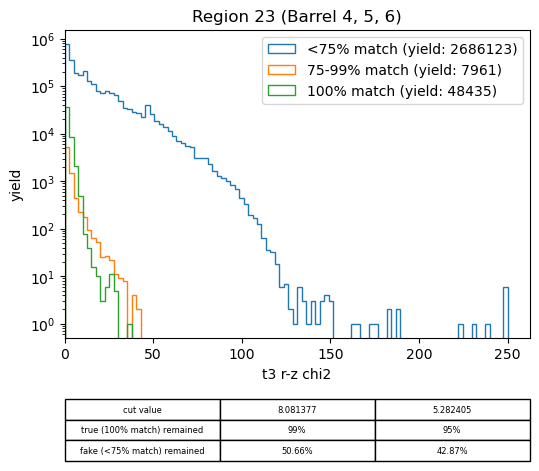 Region 23 (Barrel 4, 5, 6)
<75% match (yield: 2686123)
75-99% match (yield: 7961)
100% match (yield: 48435)
yield
10^6
10^5
10^4
10^3
10^2
10^1
10^0
0 50 100 150 200 250
t3 r-z chi2
cut value 8.081377 5.282405
true (100% match) remained 99% 95%
fake (<75% match) remained 50.66% 42.87%